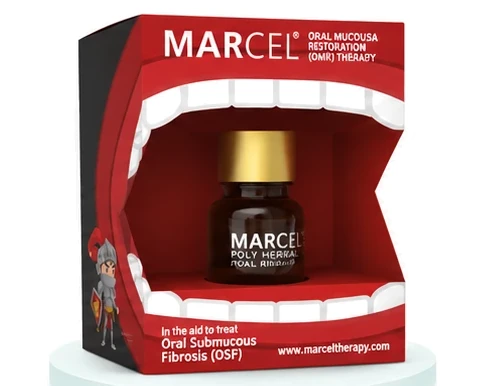 MARCEL®
ORAL MUCOUSA
RESTORATION
(OMR) THERAPY
MARCEL
POLY HERBAL
ORAL
In the aid to treat
Oral Submucous
Fibrosis (OSF)
www.marceltherapy.com